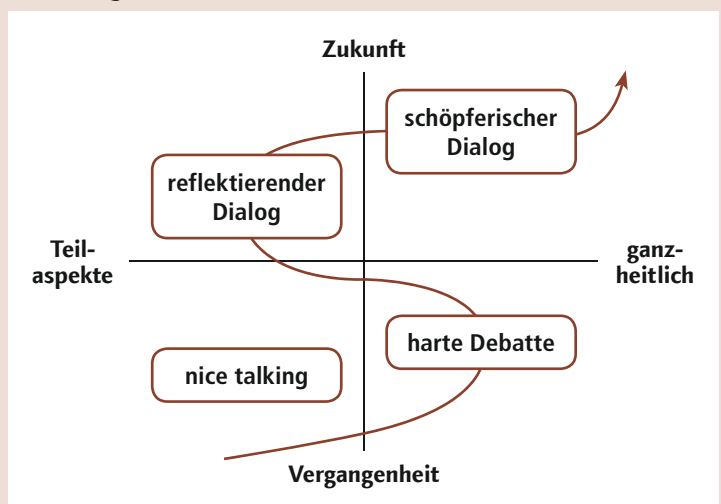 Zukunft
schöpferischer
Dialog
reflektierender
Dialog
Teil-
aspekte
ganz-
heitlich
harte Debatte
nice talking
Vergangenheit